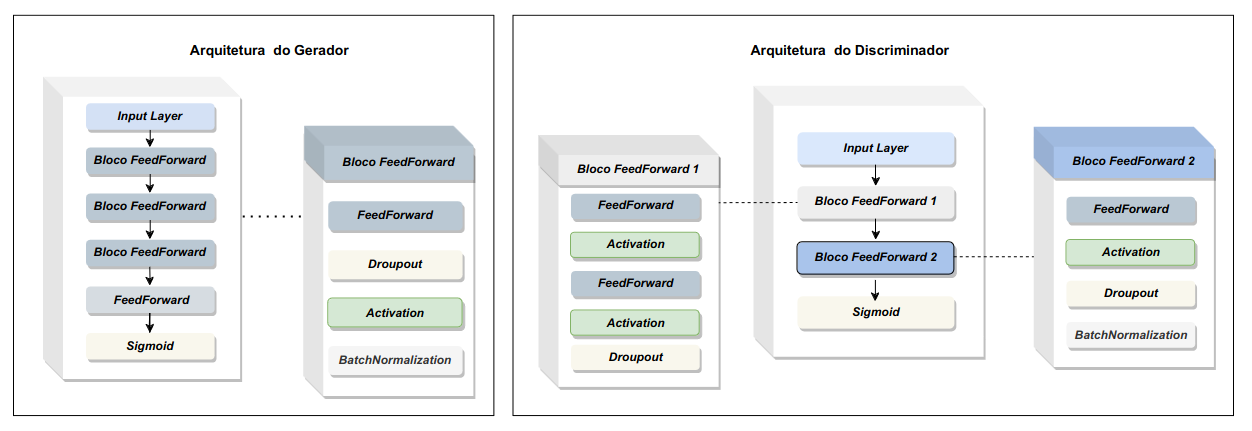 Arquitetura do Gerador
Input Layer
Bloco FeedForward
Bloco FeedForward
Bloco FeedForward
FeedForward
Sigmoid
Bloco FeedForward
FeedForward
Droupout
Activation
BatchNormalization
Arquitetura do Discriminador
Bloco FeedForward 1
FeedForward
Activation
FeedForward
Activation
Droupout
Input Layer
Bloco FeedForward 1
Bloco FeedForward 2
Sigmoid
Bloco FeedForward 2
FeedForward
Activation
Droupout
BatchNormalization